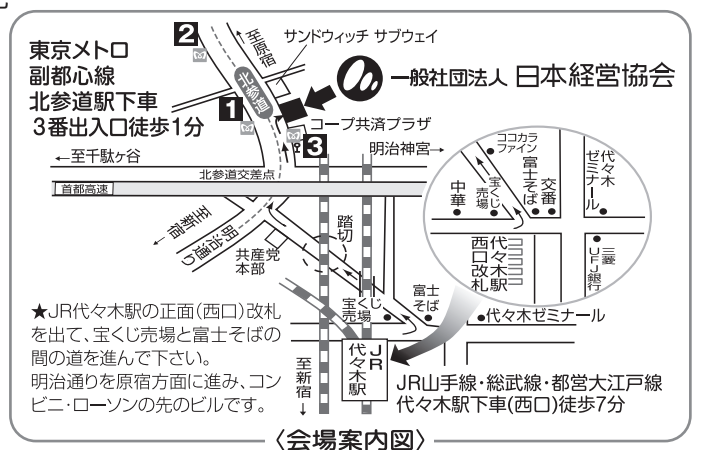 東京メトロ
副都心線
北参道駅下車
3番出入口徒歩1分
2
至原宿
サンドウィッチ サブウェイ
北参道
一般社団法人 日本経営協会
1
コープ共済プラザ
3
明治神宮→
←至千駄ヶ谷
北参道交差点
首都高速
至新宿
明治通り
共産党
本部
踏切
宝くじ
売場
富士
そば
代々木ゼミナール
ココカラ
ファイン
中華
宝くじ
売場
富士そば
交番
代々木
ゼミナール
代々木駅
西口改札
三菱
UFJ銀行
★JR代々木駅の正面(西口)改札
を出て、宝くじ売場と富士そばの
間の道を進んで下さい。
明治通りを原宿方面に進み、コン
ビニ・ローソンの先のビルです。
至新宿
JR
代々木駅
JR山手線・総武線・都営大江戸線
代々木駅下車(西口)徒歩7分
〈会場案内図〉